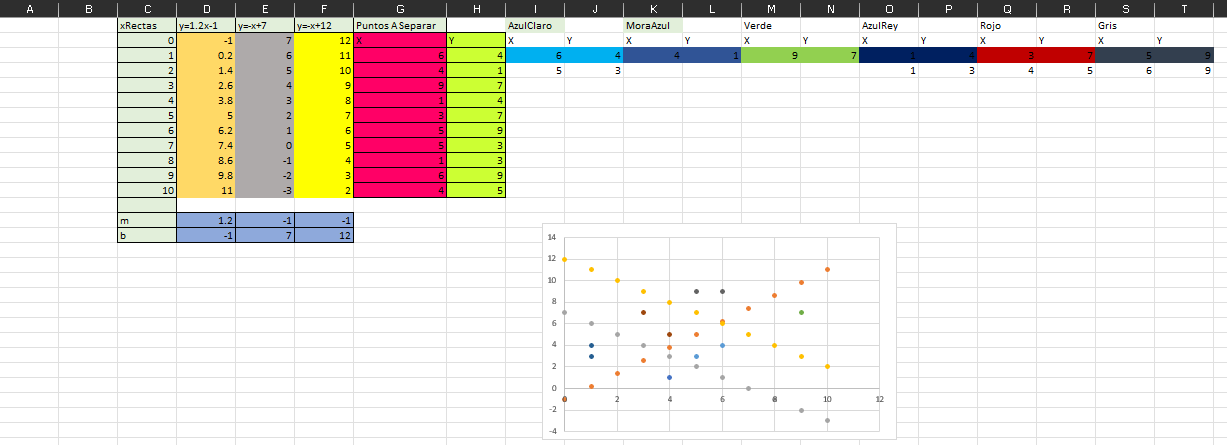 A B C D E F G H I J K L M N O P Q R S T
xRectas y=1.2x-1 y=-x+7 y=-x+12 Puntos A Separar AzulClaro MoraAzul Verde AzulRey Rojo Gris
0 -1 7 12 X Y X Y X Y X Y X Y X Y X Y
1 0.2 6 11 6 4 6 4 4 1 9 7 1 4 3 7 5 9
2 1.4 5 10 4 1 5 3 1 3 4 5 6 9
3 2.6 4 9 9 7
4 3.8 3 8 1 4
5 5 2 7 3 7
6 6.2 1 6 5 9
7 7.4 0 5 5 3
8 8.6 -1 4 1 3
9 9.8 -2 3 6 9
10 11 -3 2 4 5
m 1.2 -1 -1
b -1 7 12
14
12
10
8
6
4
2
0
0 2 4 6 8 10 12
-2
-4